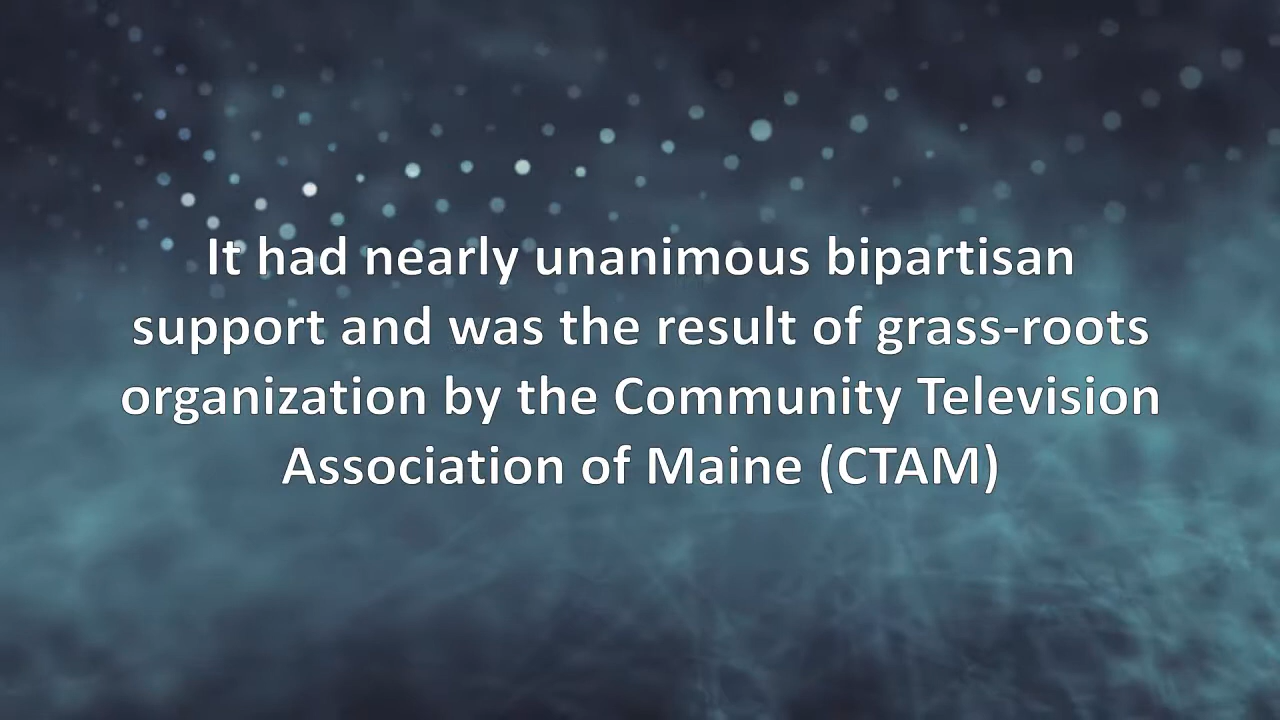 It had nearly unanimous bipartisan
support and was the result of grass-roots
organization by the Community Television
Association of Maine (CTAM)